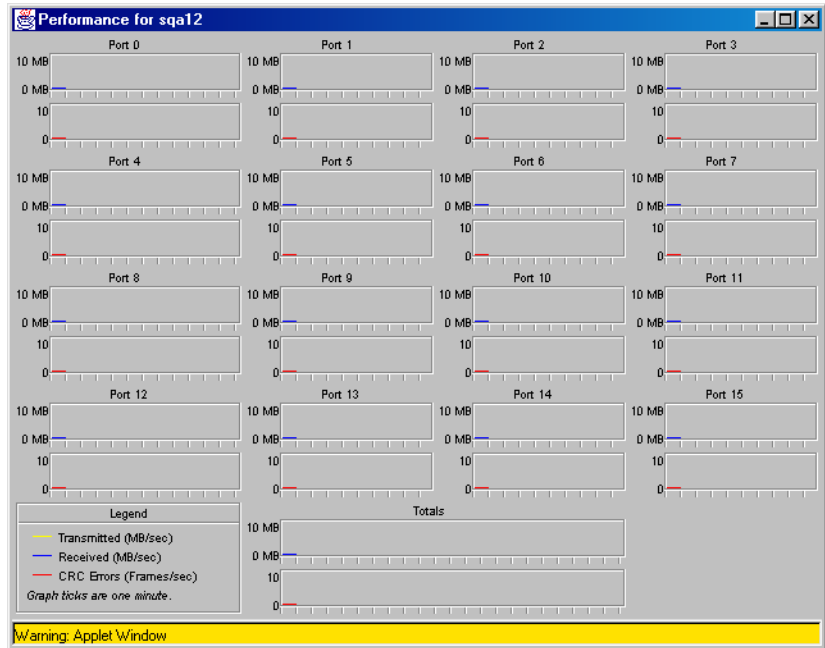 Performance for sqa12
Port 0 Port 1 Port 2 Port 3
10 MB 10 MB 10 MB 10 MB
0 MB 0 MB 0 MB 0 MB
10 10 10 10
0 0 0 0
Port 4 Port 5 Port 6 Port 7
10 MB 10 MB 10 MB 10 MB
0 MB 0 MB 0 MB 0 MB
10 10 10 10
0 0 0 0
Port 8 Port 9 Port 10 Port 11
10 MB 10 MB 10 MB 10 MB
0 MB 0 MB 0 MB 0 MB
10 10 10 10
0 0 0 0
Port 12 Port 13 Port 14 Port 15
10 MB 10 MB 10 MB 10 MB
0 MB 0 MB 0 MB 0 MB
10 10 10 10
0 0 0 0
Legend
Transmitted (MB/sec)
Received (MB/sec)
CRC Errors (Frames/sec)
Graph ticks are one minute.
Totals
10 MB
0 MB
10
0
Warning: Applet Window